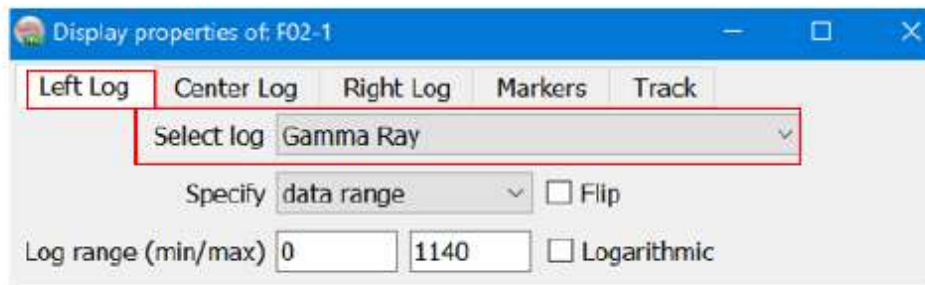 Display properties of: F02-1
Left Log Center Log Right Log Markers Track
Select log Gamma Ray
Specify data range Flip
Log range (min/max) 0 1140 Logarithmic